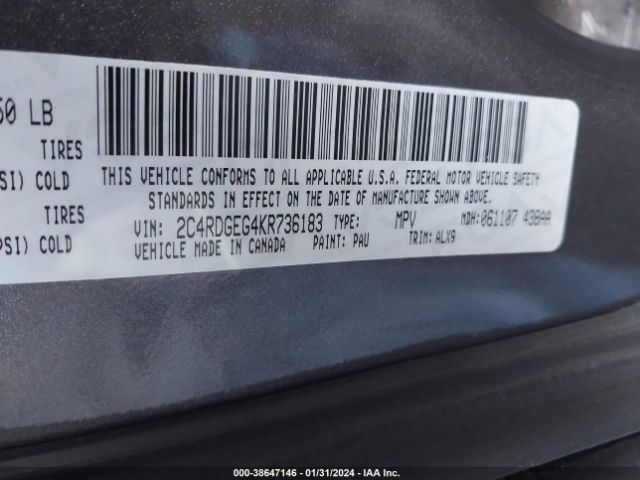 50 LB
TIRES
SI) COLD
TIRES
PSI) COLD
THIS VEHICLE CONFORMS TO ALL APPLICABLE U.S.A. FEDERAL MOTOR VEHICLE SAFETY
STANDARDS IN EFFECT ON THE DATE OF MANUFACTURE SHOWN ABOVE.
VIN: 2C4RDGEG4KR736183 TYPE: MPV MDH: 061107 438AA
VEHICLE MADE IN CANADA PAINT: PAU TRIM: ALX9
000-38647146 - 01/31/2024 - IAA Inc.